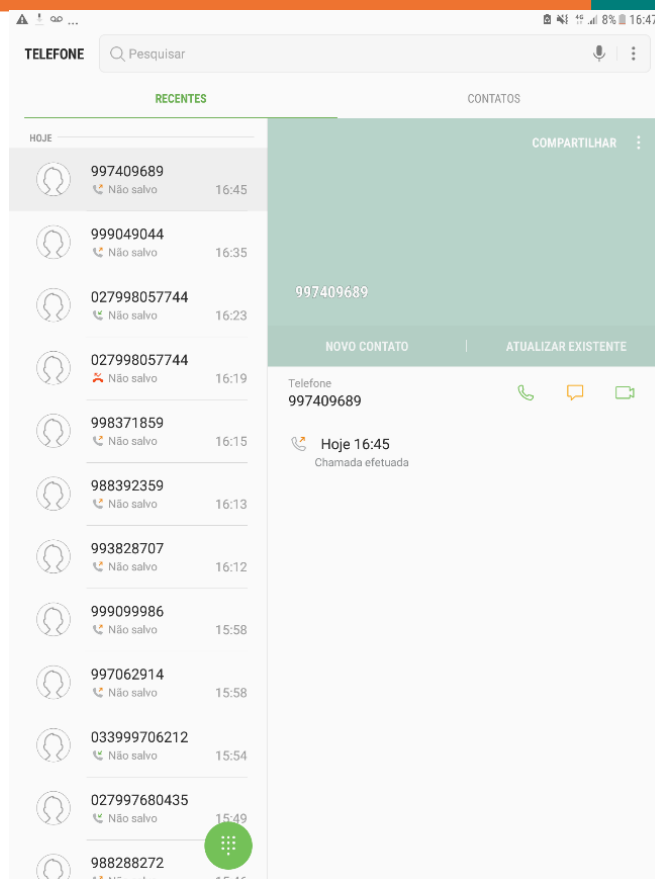 ... 4G 8% 16:47
TELEFONE Pesquisar
RECENTES CONTATOS
HOJE
997409689
Não salvo 16:45
999049044
Não salvo 16:35
027998057744
Não salvo 16:23
027998057744
Não salvo 16:19
998371859
Não salvo 16:15
988392359
Não salvo 16:13
993828707
Não salvo 16:12
999099986
Não salvo 15:58
997062914
Não salvo 15:58
033999706212
Não salvo 15:54
027997680435
Não salvo 15:49
988288272
COMPARTILHAR
997409689
NOVO CONTATO | ATUALIZAR EXISTENTE
Telefone
997409689
Hoje 16:45
Chamada efetuada